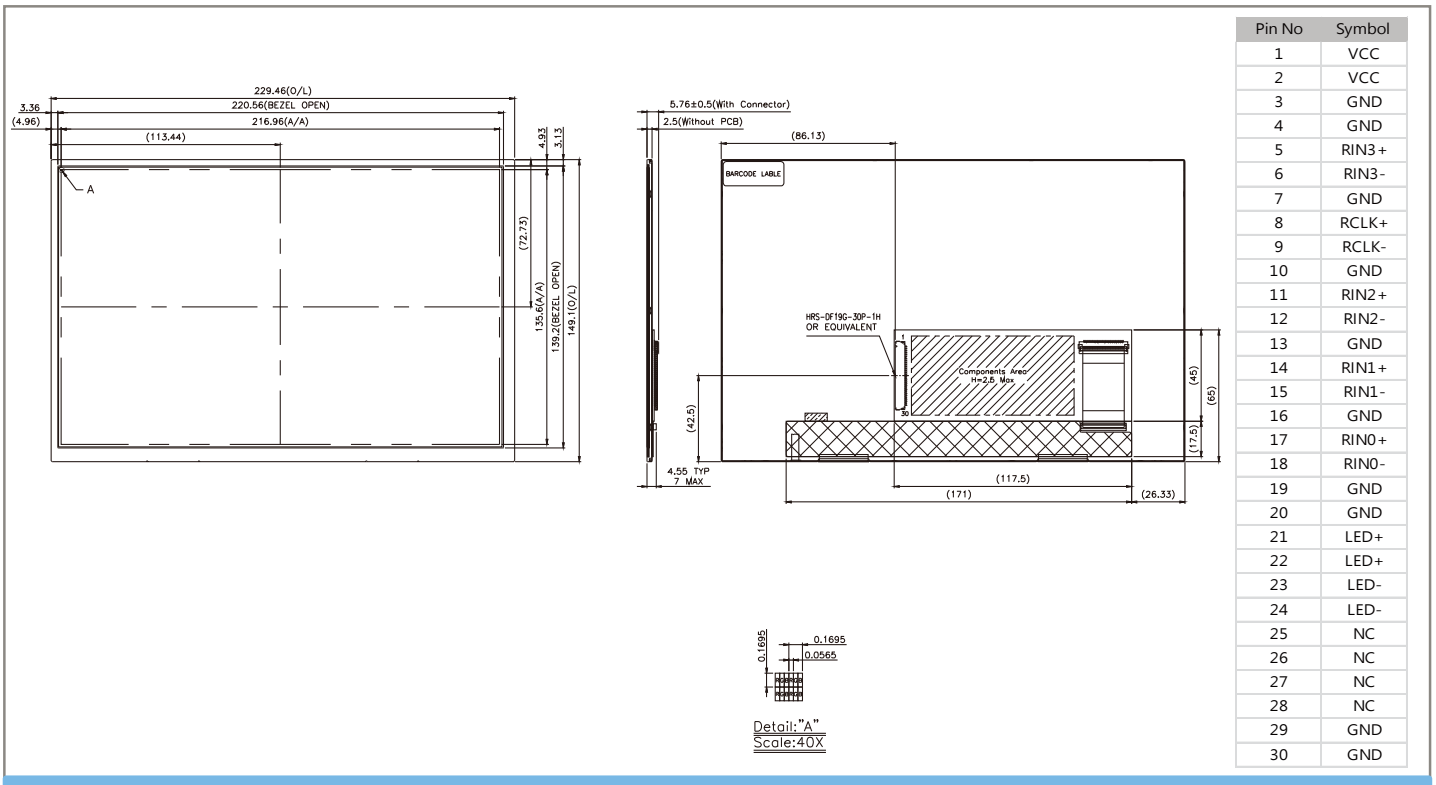 229.46(O/L)
220.56(BEZEL OPEN)
3.36
216.96(A/A)
(4.96)
(113.44)
4.93
3.13
A
(72.73)
135.6(A/A)
139.2(BEZEL OPEN)
149.1(O/L)
5.76±0.5(With Connector)
2.5(Without PCB)
4.55 TYP
7 MAX
(86.13)
BARCODE LABLE
HRS-DF19G-30P-1H
OR EQUIVALENT
1
30
Components Area
H=2.5 Max
(42.5)
(45)
(65)
(17.5)
(117.5)
(171)
(26.33)
0.1695
0.1695
0.0565
RGBRGB
RGBRGB
Detail:"A"
Scale:40X
Pin No Symbol
1 VCC
2 VCC
3 GND
4 GND
5 RIN3+
6 RIN3-
7 GND
8 RCLK+
9 RCLK-
10 GND
11 RIN2+
12 RIN2-
13 GND
14 RIN1+
15 RIN1-
16 GND
17 RIN0+
18 RIN0-
19 GND
20 GND
21 LED+
22 LED+
23 LED-
24 LED-
25 NC
26 NC
27 NC
28 NC
29 GND
30 GND